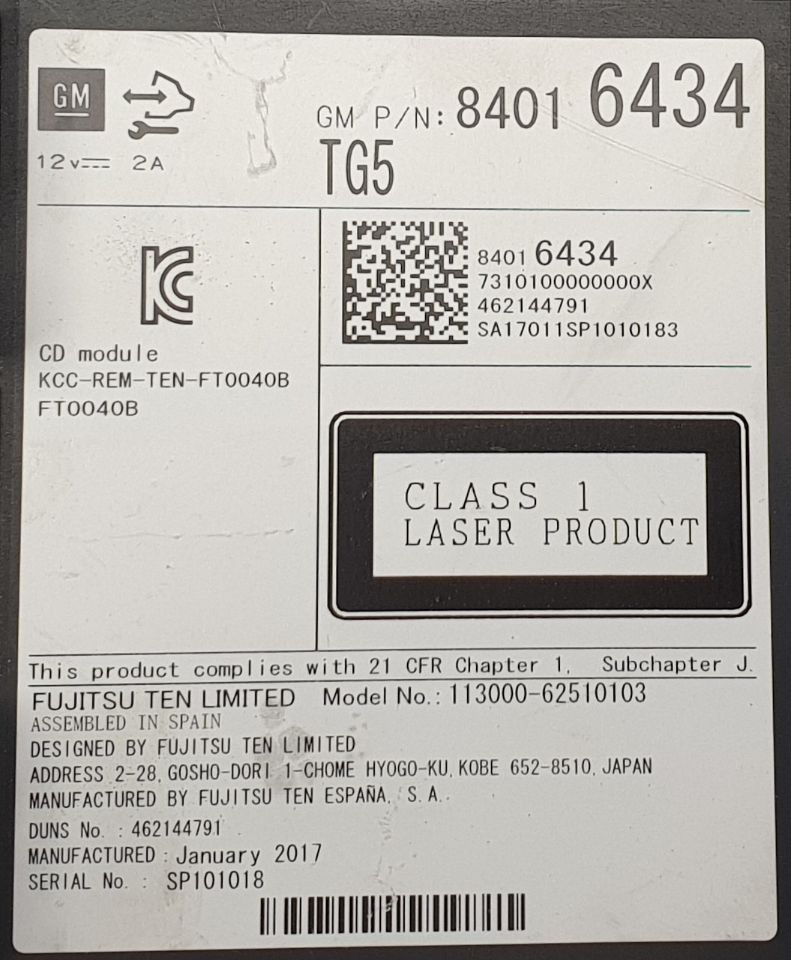 GM
12V 2A
GM P/N: 8401 6434
TG5
8401 6434
7310100000000X
462144791
SA17011SP1010183
KC
CD module
KCC-REM-TEN-FT0040B
FT0040B
CLASS 1
LASER PRODUCT
This product complies with 21 CFR Chapter 1, Subchapter J.
FUJITSU TEN LIMITED Model No.: 113000-62510103
ASSEMBLED IN SPAIN
DESIGNED BY FUJITSU TEN LIMITED
ADDRESS 2-28, GOSHO-DORI 1-CHOME HYOGO-KU, KOBE 652-8510, JAPAN
MANUFACTURED BY FUJITSU TEN ESPAÑA, S.A..
DUNS No. : 462144791
MANUFACTURED : January 2017
SERIAL No. : SP101018